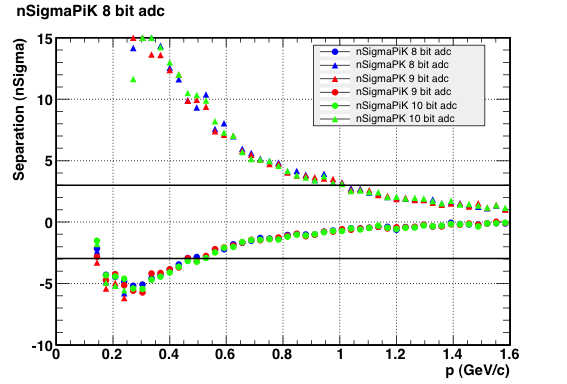 nSigmaPiK 8 bit adc
Separation (nSigma)
15
10
5
0
-5
-10
nSigmaPiK 8 bit adc
nSigmaPK 8 bit adc
nSigmaPK 9 bit adc
nSigmaPiK 9 bit adc
nSigmaPiK 10 bit adc
nSigmaPK 10 bit adc
0 0.2 0.4 0.6 0.8 1 1.2 1.4 1.6
p (GeV/c)